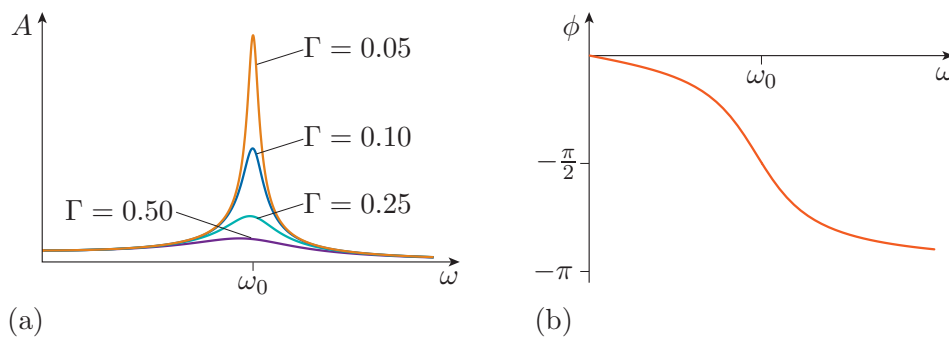 A
Γ = 0.05
Γ = 0.10
Γ = 0.50
Γ = 0.25
ω₀
ω
(a)
ϕ
ω₀
ω
−π/2
−π
(b)